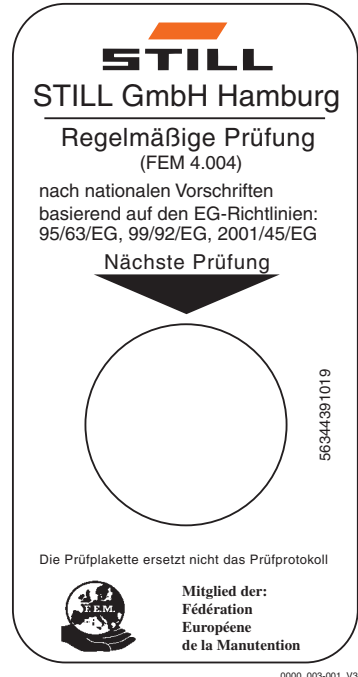 STILL
STILL GmbH Hamburg
Regelmäßige Prüfung
(FEM 4.004)
nach nationalen Vorschriften
basierend auf den EG-Richtlinien:
95/63/EG, 99/92/EG, 2001/45/EG
Nächste Prüfung
56344391019
Die Prüfplakette ersetzt nicht das Prüfprotokoll
F.E.M.
Mitglied der:
Fédération
Européene
de la Manutention
0000_003-001_V3